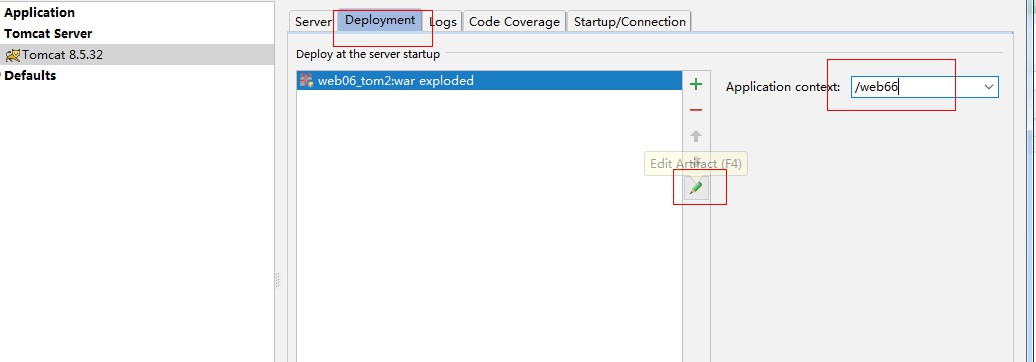 Application
Tomcat Server
Tomcat 8.5.32
Defaults
Server Deployment Logs Code Coverage Startup/Connection
Deploy at the server startup
web06_tom2:war exploded
Application context: /web66
Edit Artifact (F4)